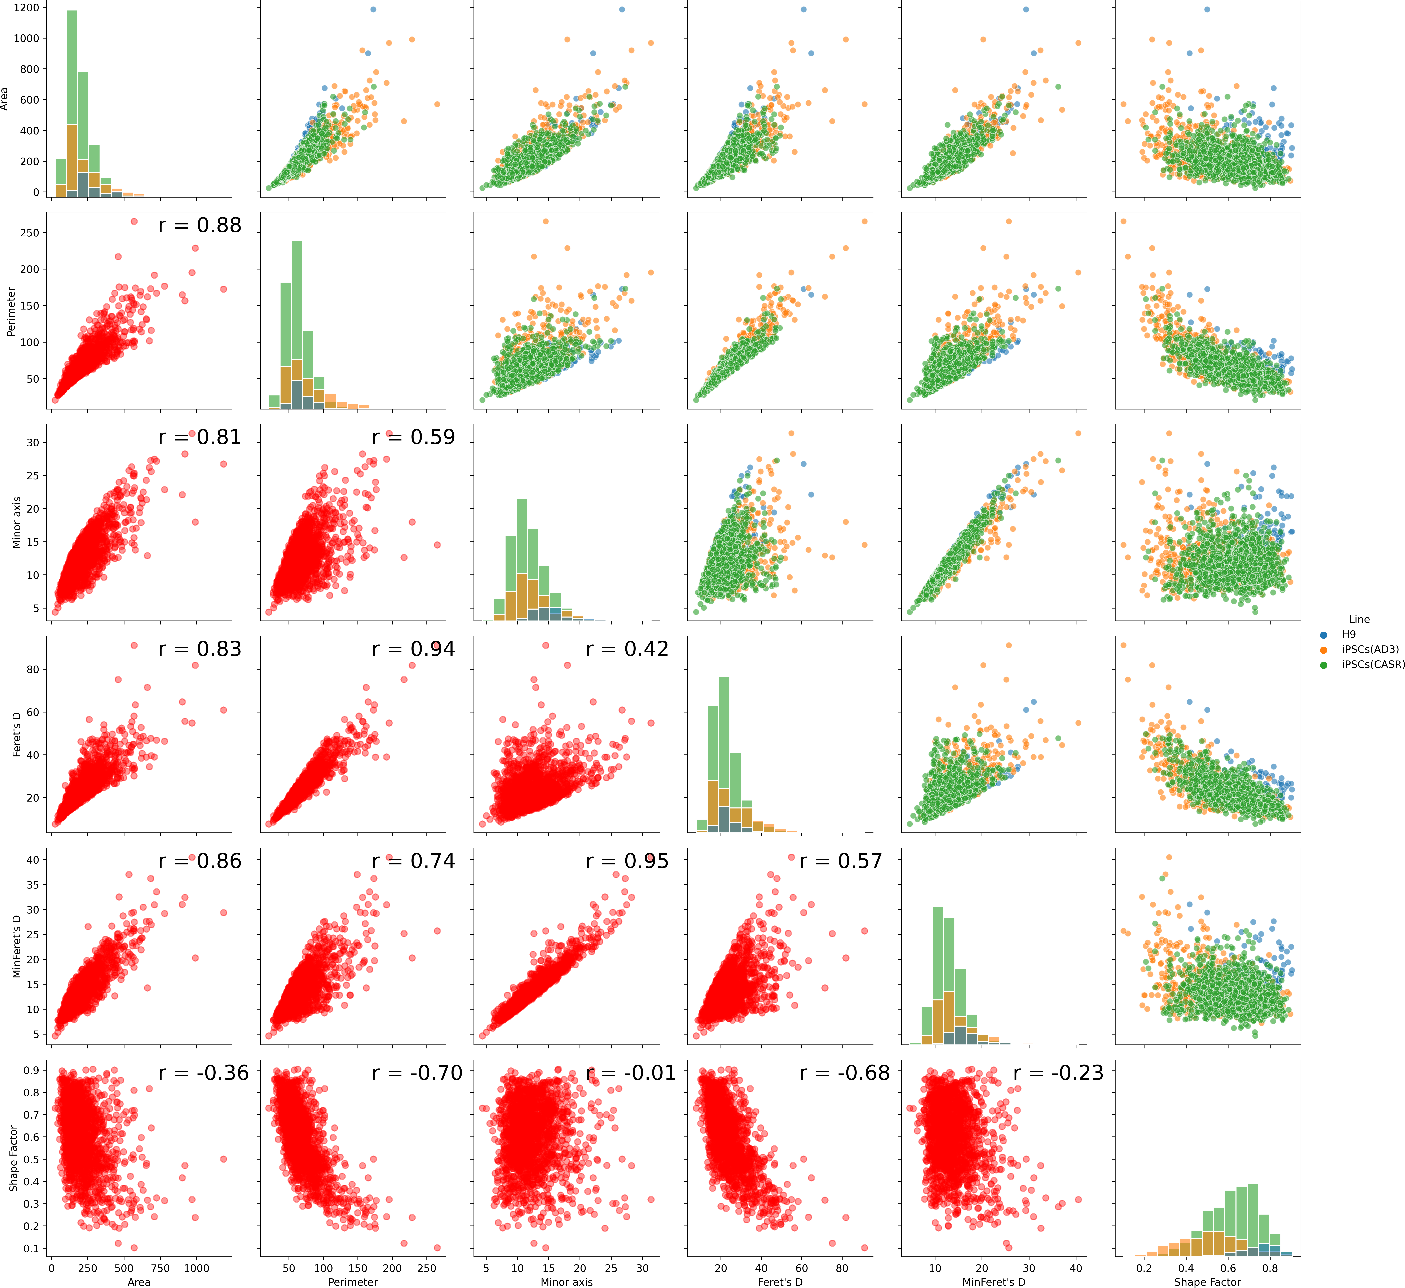 1200
1000
800
600
400
200
0
Area
250
200
150
100
50
Perimeter
r = 0.88
30
25
20
15
10
5
Minor axis
r = 0.81
r = 0.59
Line
H9
iPSCs(AD3)
iPSCs(CASR)
80
60
40
20
Feret's D
r = 0.83
r = 0.94
r = 0.42
40
35
30
25
20
15
10
5
MinFeret's D
r = 0.86
r = 0.74
r = 0.95
r = 0.57
0.9
0.8
0.7
0.6
0.5
0.4
0.3
0.2
0.1
Shape Factor
r = -0.36
r = -0.70
r = -0.01
r = -0.68
r = -0.23
0 250 500 750 1000
50 100 150 200 250
5 10 15 20 25 30
20 40 60 80
10 20 30 40
0.2 0.4 0.6 0.8
Area
Perimeter
Minor axis
Feret's D
MinFeret's D
Shape Factor